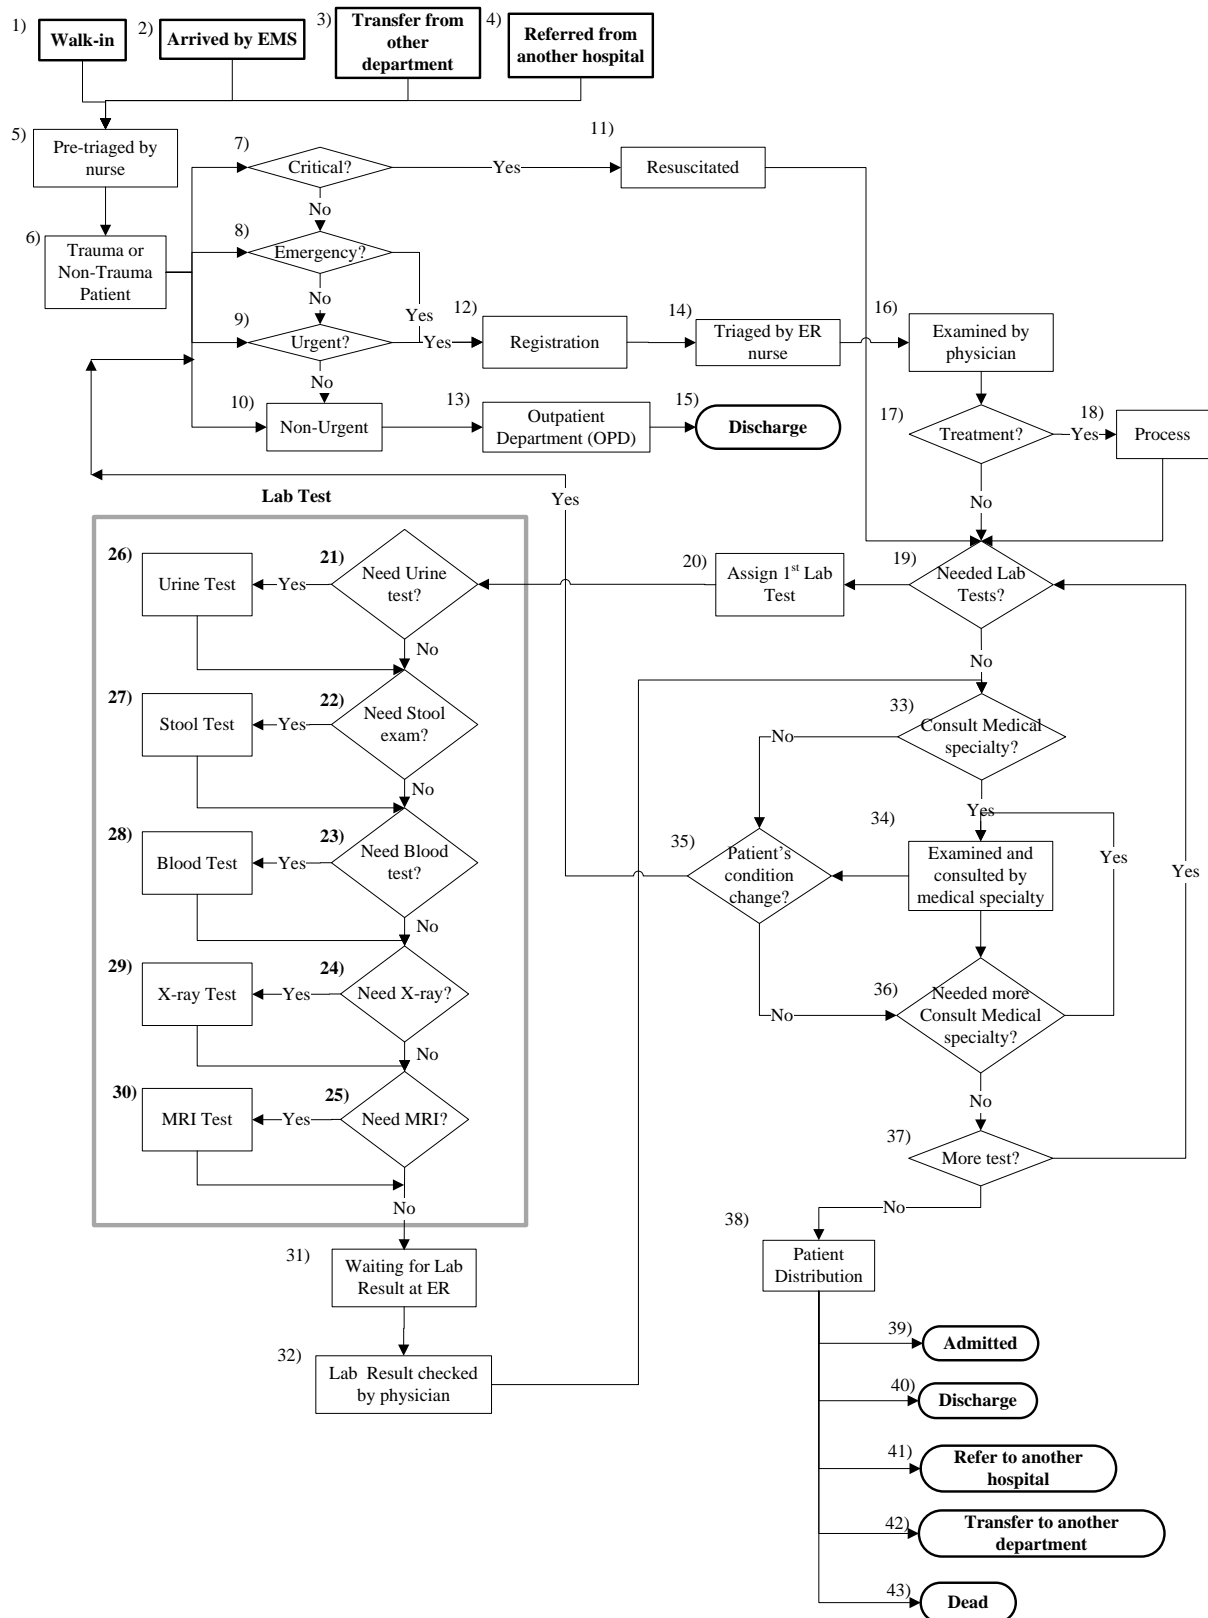 1)
Walk-in
2)
Arrived by EMS
3)
Transfer from
other
department
4)
Referred from
another hospital
5)
Pre-triaged by
nurse
6)
Trauma or
Non-Trauma
Patient
7)
Critical?
Yes
No
11)
Resuscitated
8)
Emergency?
No
Yes
9)
Urgent?
Yes
No
12)
Registration
14)
Triaged by ER
nurse
16)
Examined by
physician
10)
Non-Urgent
13)
Outpatient
Department (OPD)
15)
Discharge
17)
Treatment?
Yes
No
18)
Process
Lab Test
Yes
26)
Urine Test
Yes
21)
Need Urine
test?
No
20)
Assign 1st Lab
Test
19)
Needed Lab
Tests?
No
27)
Stool Test
Yes
22)
Need Stool
exam?
No
28)
Blood Test
Yes
23)
Need Blood
test?
No
29)
X-ray Test
Yes
24)
Need X-ray?
No
30)
MRI Test
Yes
25)
Need MRI?
No
31)
Waiting for Lab
Result at ER
32)
Lab Result checked
by physician
33)
Consult Medical
specialty?
No
Yes
34)
Examined and
consulted by
medical specialty
Yes
Yes
35)
Patient's
condition
change?
No
36)
Needed more
Consult Medical
specialty?
No
37)
More test?
No
38)
Patient
Distribution
39)
Admitted
40)
Discharge
41)
Refer to another
hospital
42)
Transfer to another
department
43)
Dead